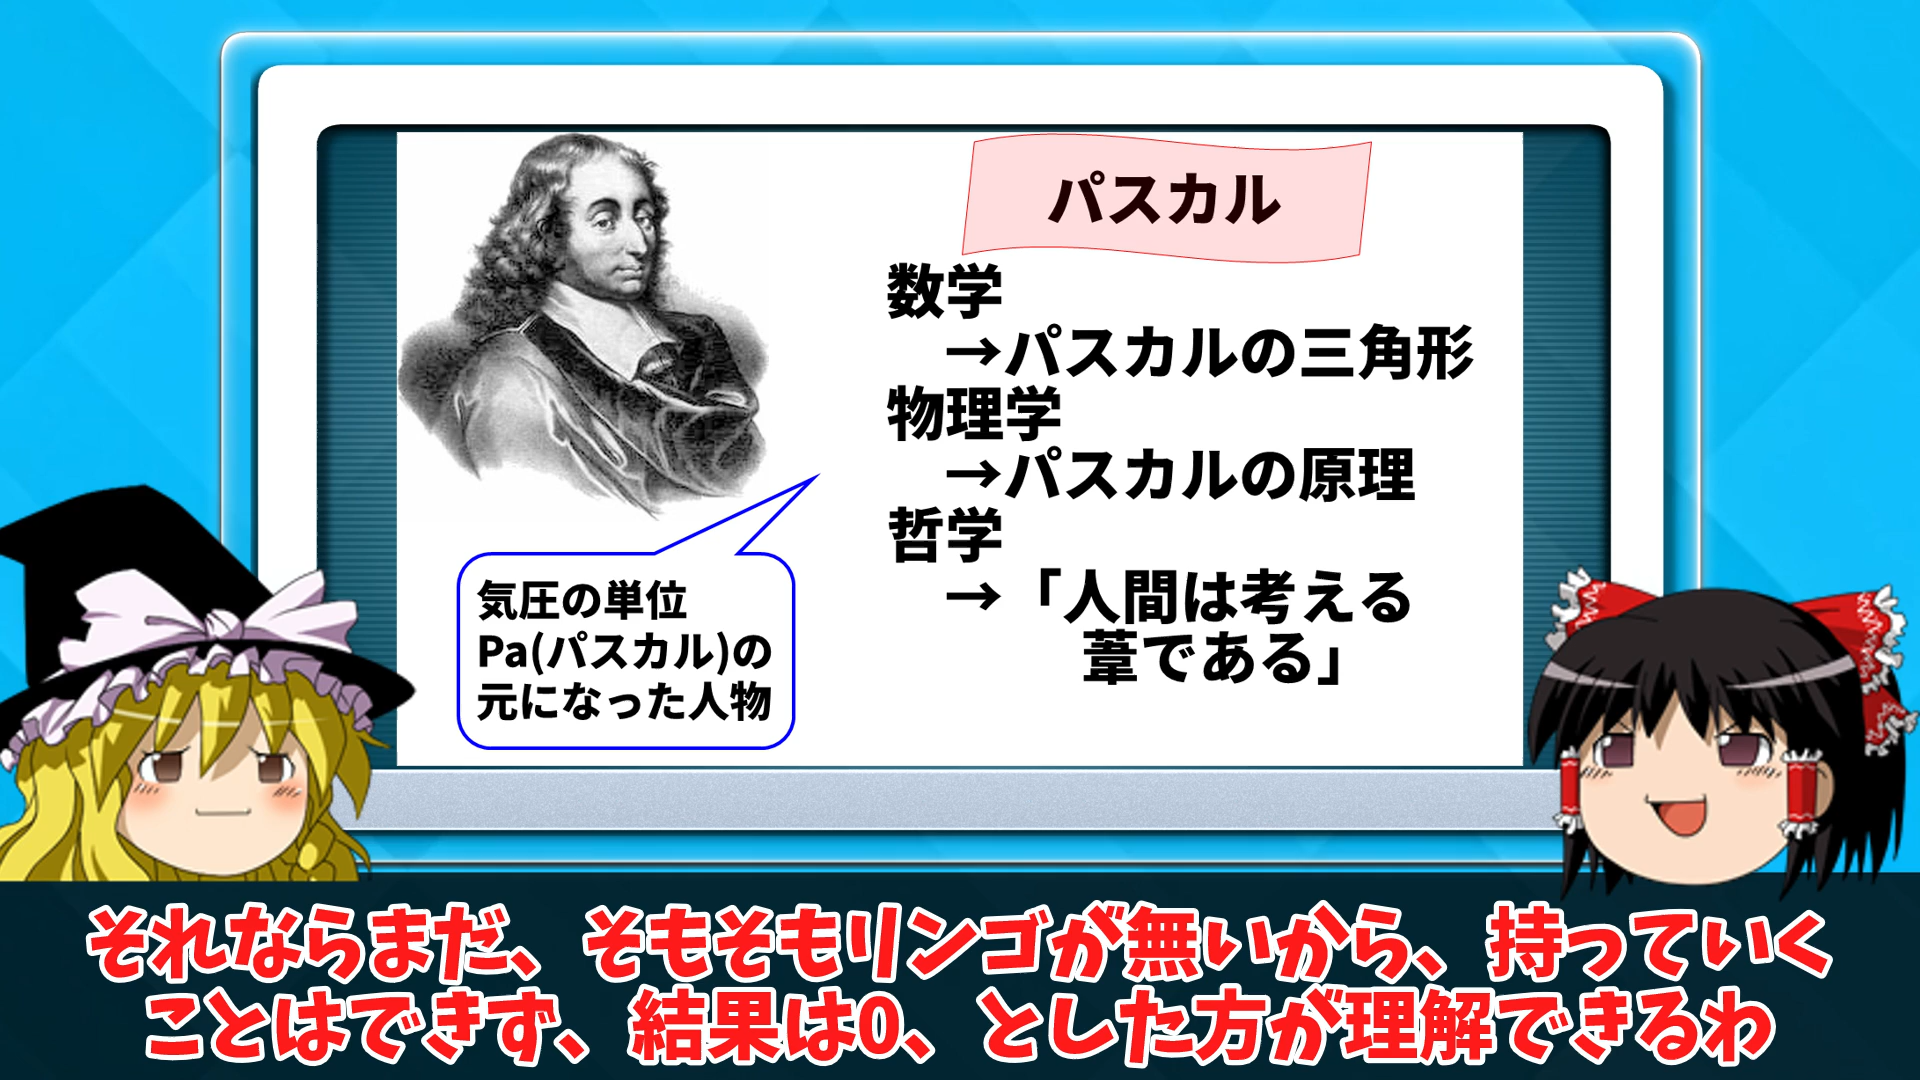 パスカル
数学
→パスカルの三角形
物理学
→パスカルの原理
哲学
→「人間は考える
葦である」
気圧の単位
Pa(パスカル)の
元になった人物
それならまだ、そもそもリンゴが無いから、持っていく
ことはできず、結果は0、とした方が理解できるわ